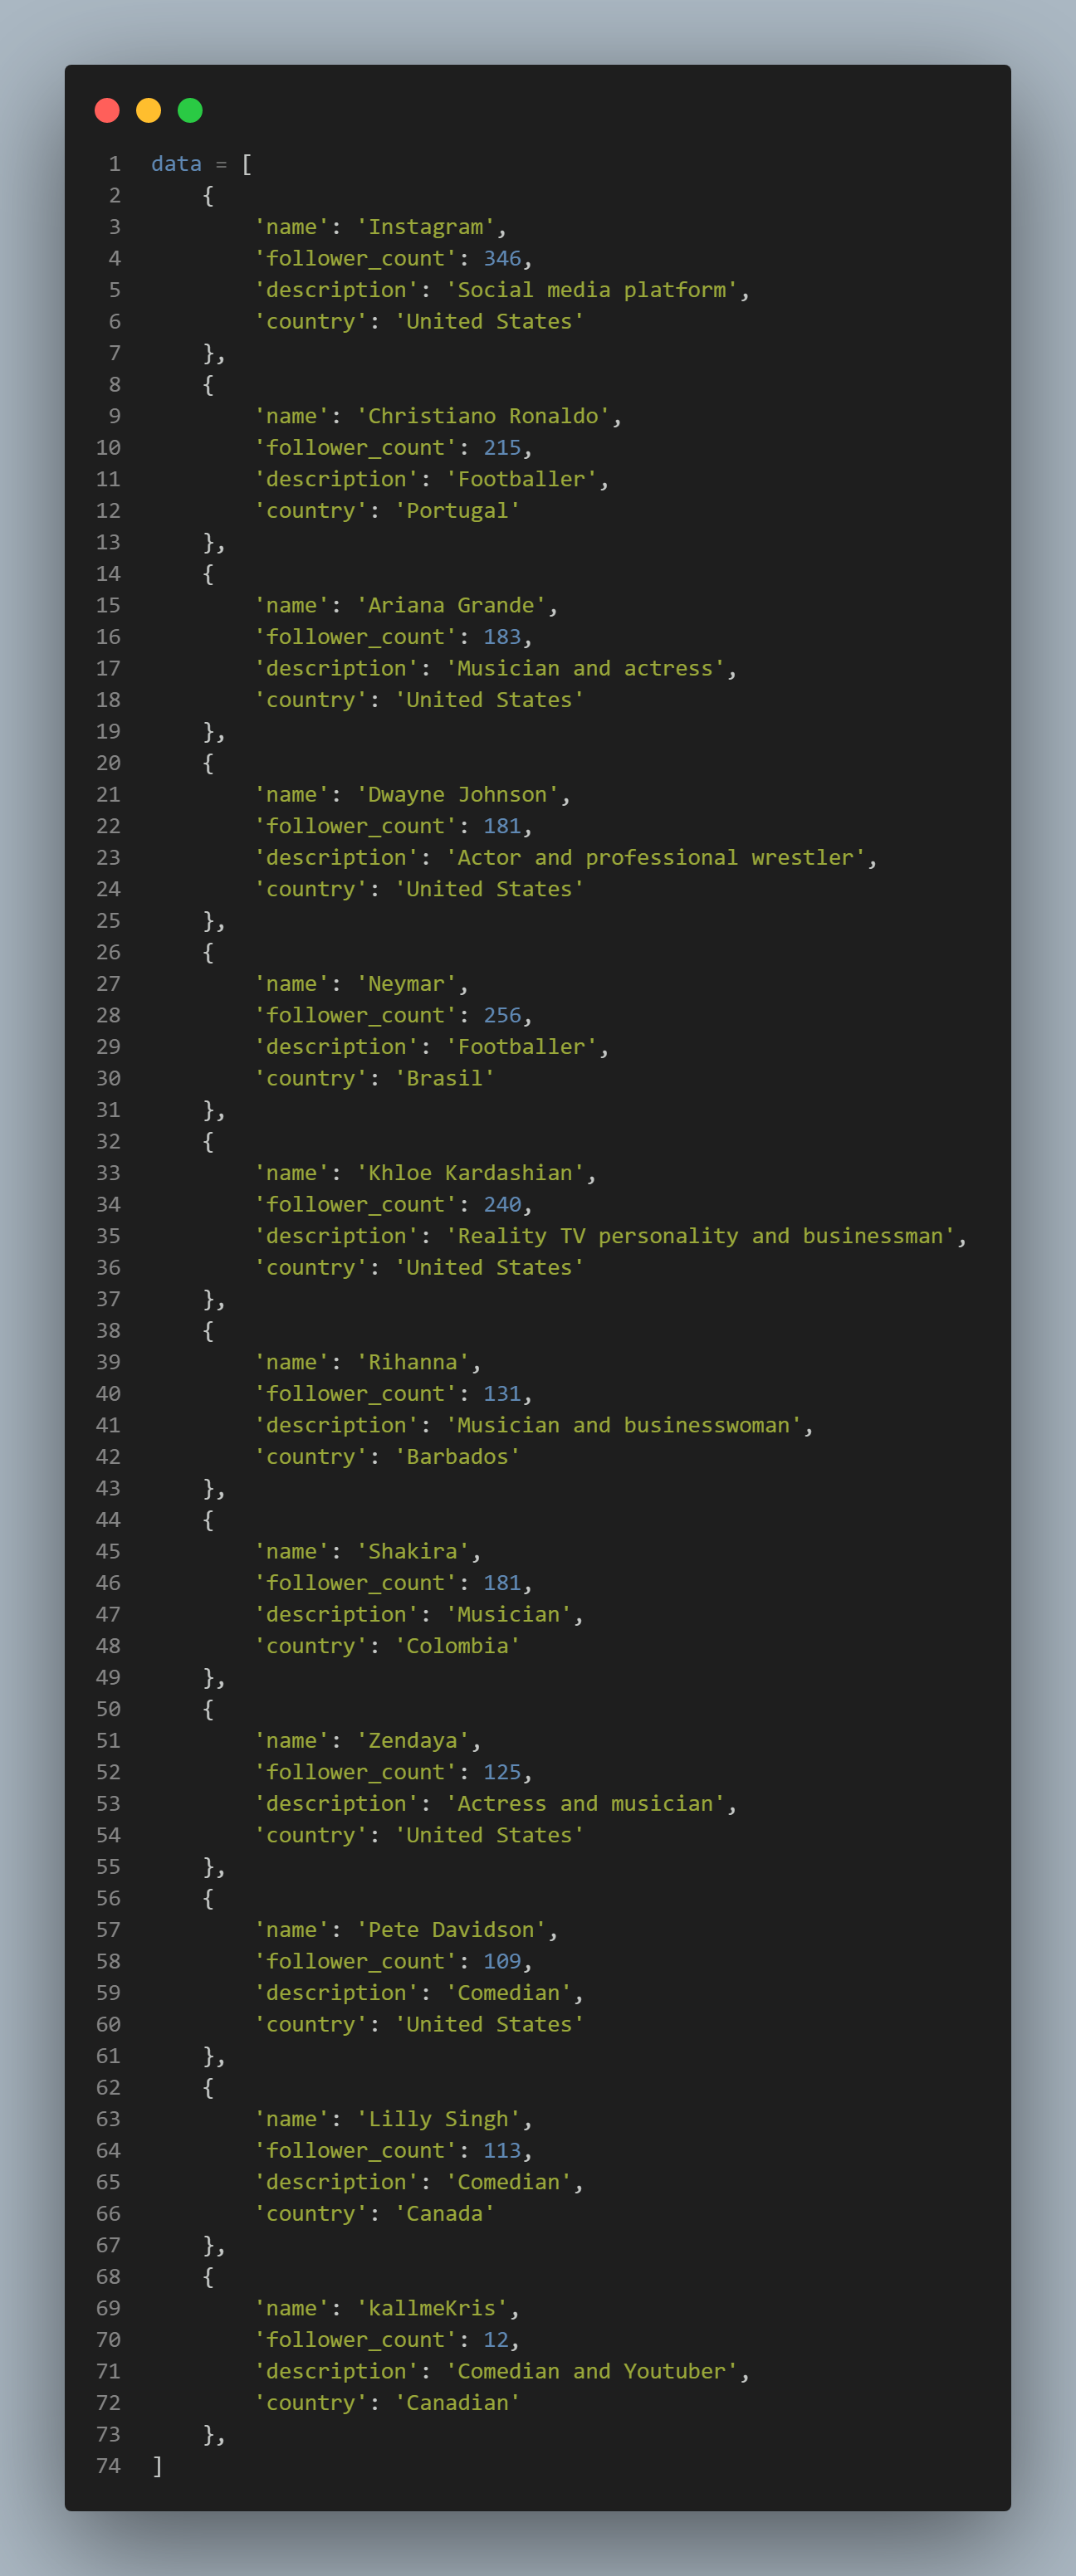 1 data = [
2 {
3 'name': 'Instagram',
4 'follower_count': 346,
5 'description': 'Social media platform',
6 'country': 'United States'
7 },
8 {
9 'name': 'Christiano Ronaldo',
10 'follower_count': 215,
11 'description': 'Footballer',
12 'country': 'Portugal'
13 },
14 {
15 'name': 'Ariana Grande',
16 'follower_count': 183,
17 'description': 'Musician and actress',
18 'country': 'United States'
19 },
20 {
21 'name': 'Dwayne Johnson',
22 'follower_count': 181,
23 'description': 'Actor and professional wrestler',
24 'country': 'United States'
25 },
26 {
27 'name': 'Neymar',
28 'follower_count': 256,
29 'description': 'Footballer',
30 'country': 'Brasil'
31 },
32 {
33 'name': 'Khloe Kardashian',
34 'follower_count': 240,
35 'description': 'Reality TV personality and businessman',
36 'country': 'United States'
37 },
38 {
39 'name': 'Rihanna',
40 'follower_count': 131,
41 'description': 'Musician and businesswoman',
42 'country': 'Barbados'
43 },
44 {
45 'name': 'Shakira',
46 'follower_count': 181,
47 'description': 'Musician',
48 'country': 'Colombia'
49 },
50 {
51 'name': 'Zendaya',
52 'follower_count': 125,
53 'description': 'Actress and musician',
54 'country': 'United States'
55 },
56 {
57 'name': 'Pete Davidson',
58 'follower_count': 109,
59 'description': 'Comedian',
60 'country': 'United States'
61 },
62 {
63 'name': 'Lilly Singh',
64 'follower_count': 113,
65 'description': 'Comedian',
66 'country': 'Canada'
67 },
68 {
69 'name': 'kallmeKris',
70 'follower_count': 12,
71 'description': 'Comedian and Youtuber',
72 'country': 'Canadian'
73 },
74 ]